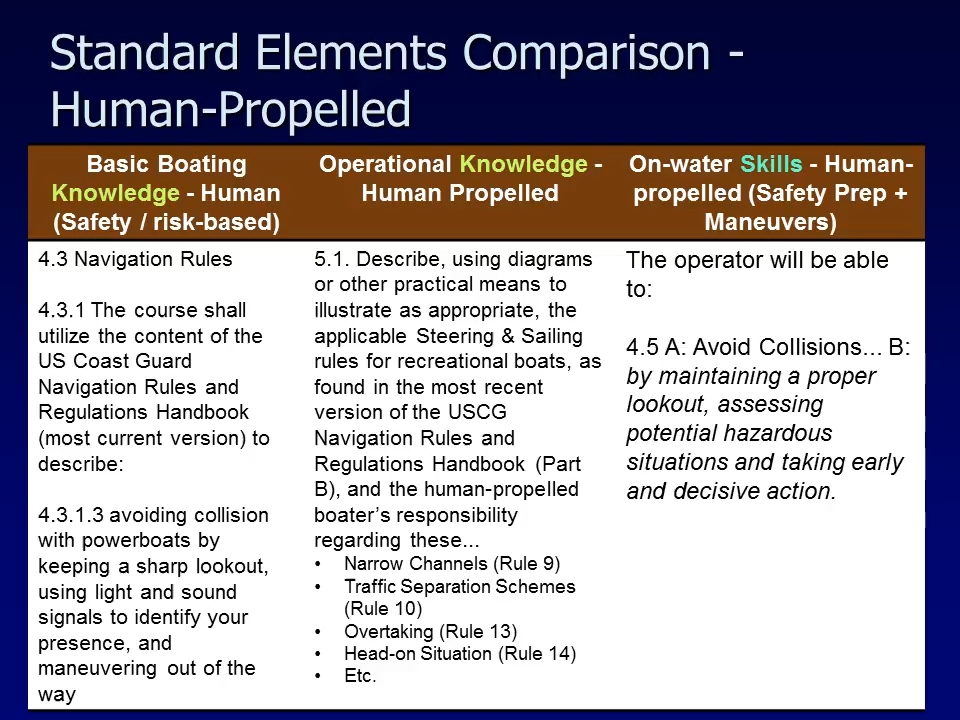 Standard Elements Comparison -
Human-Propelled
Basic Boating
Knowledge - Human
(Safety / risk-based)
Operational Knowledge -
Human Propelled
On-water Skills - Human-
propelled (Safety Prep +
Maneuvers)
4.3 Navigation Rules
4.3.1 The course shall
utilize the content of the
US Coast Guard
Navigation Rules and
Regulations Handbook
(most current version) to
describe:
4.3.1.3 avoiding collision
with powerboats by
keeping a sharp lookout,
using light and sound
signals to identify your
presence, and
maneuvering out of the
way
5.1. Describe, using diagrams
or other practical means to
illustrate as appropriate, the
applicable Steering & Sailing
rules for recreational boats, as
found in the most recent
version of the USCG
Navigation Rules and
Regulations Handbook (Part
B), and the human-propelled
boater's responsibility
regarding these...
• Narrow Channels (Rule 9)
• Traffic Separation Schemes
(Rule 10)
• Overtaking (Rule 13)
• Head-on Situation (Rule 14)
• Etc.
The operator will be able
to:
4.5 A: Avoid Collisions... B:
by maintaining a proper
lookout, assessing
potential hazardous
situations and taking early
and decisive action.